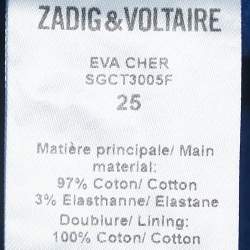 ZADIG&VOLTAIRE
EVA CHER
SGCT3005F
25
Matière principale/ Main
material:
97% Coton/ Cotton
3% Elasthanne/ Elastane
Doublure/ Lining:
100% Coton/ Cotton